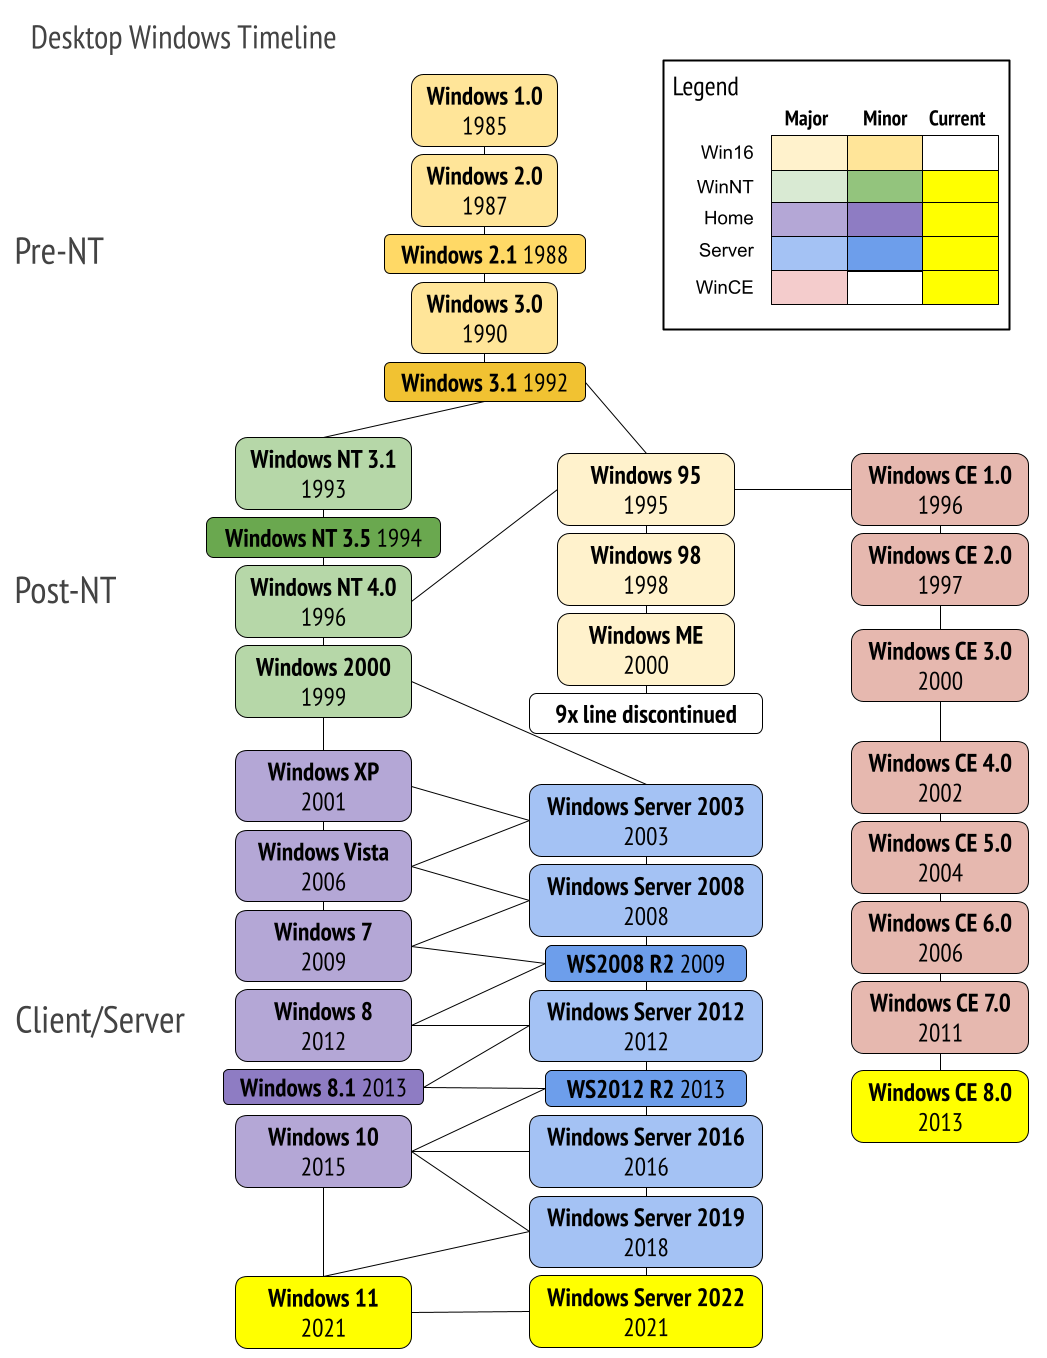 Desktop Windows Timeline
Legend
Major Minor Current
Win16
WinNT
Home
Server
WinCE
Pre-NT
Windows 1.0
1985
Windows 2.0
1987
Windows 2.1 1988
Windows 3.0
1990
Windows 3.1 1992
Post-NT
Windows NT 3.1
1993
Windows NT 3.5 1994
Windows NT 4.0
1996
Windows 2000
1999
Windows 95
1995
Windows 98
1998
Windows ME
2000
9x line discontinued
Windows CE 1.0
1996
Windows CE 2.0
1997
Windows CE 3.0
2000
Windows CE 4.0
2002
Windows CE 5.0
2004
Windows CE 6.0
2006
Windows CE 7.0
2011
Windows CE 8.0
2013
Client/Server
Windows XP
2001
Windows Vista
2006
Windows 7
2009
Windows 8
2012
Windows 8.1 2013
Windows 10
2015
Windows 11
2021
Windows Server 2003
2003
Windows Server 2008
2008
WS2008 R2 2009
Windows Server 2012
2012
WS2012 R2 2013
Windows Server 2016
2016
Windows Server 2019
2018
Windows Server 2022
2021